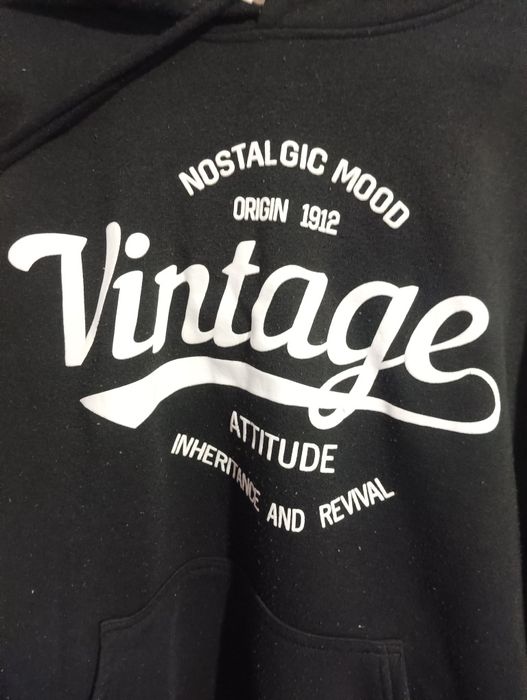 NOSTALGIC MOOD
ORIGIN 1912
Vintage
ATTITUDE
INHERITANCE AND REVIVAL